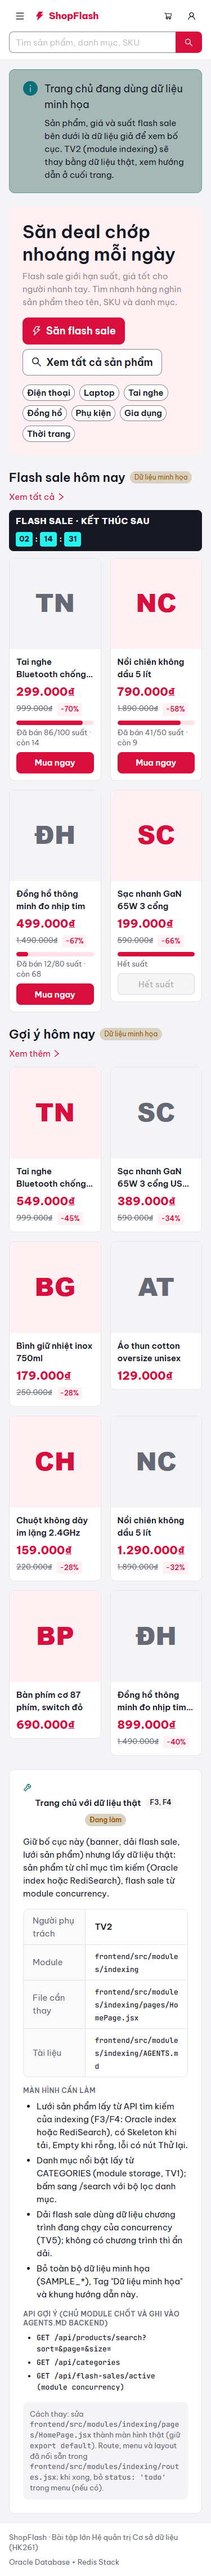 ShopFlash
Tìm sản phẩm, danh mục, SKU
Trang chủ đang dùng dữ liệu
minh họa
Sản phẩm, giá và suất flash sale
bên dưới là dữ liệu giả để xem bố
cục. TV2 (module indexing) sẽ
thay bằng dữ liệu thật, xem hướng
dẫn ở cuối trang.
Săn deal chớp
nhoáng mỗi ngày
Flash sale giới hạn suất, giá tốt cho
người nhanh tay. Tìm nhanh hàng nghìn
sản phẩm theo tên, SKU và danh mục.
Săn flash sale
Xem tất cả sản phẩm
Điện thoại Laptop Tai nghe
Đồng hồ Phụ kiện Gia dụng
Thời trang
Flash sale hôm nay Dữ liệu minh họa
Xem tất cả
FLASH SALE · KẾT THÚC SAU
02 : 14 : 31
TN
Tai nghe
Bluetooth chống...
299.000₫
999.000₫ -70%
Đã bán 86/100 suất ·
còn 14
Mua ngay
NC
Nồi chiên không
dầu 5 lít
790.000₫
1.890.000₫ -58%
Đã bán 41/50 suất ·
còn 9
Mua ngay
ĐH
Đồng hồ thông
minh đo nhịp tim
499.000₫
1.490.000₫ -67%
Đã bán 12/80 suất ·
còn 68
Mua ngay
SC
Sạc nhanh GaN
65W 3 cổng
199.000₫
590.000₫ -66%
Hết suất
Hết suất
Gợi ý hôm nay Dữ liệu minh họa
Xem thêm
TN
Tai nghe
Bluetooth chống...
549.000₫
999.000₫ -45%
SC
Sạc nhanh GaN
65W 3 cổng US...
389.000₫
590.000₫ -34%
BG
Bình giữ nhiệt inox
750ml
179.000₫
250.000₫ -28%
AT
Áo thun cotton
oversize unisex
129.000₫
CH
Chuột không dây
im lặng 2.4GHz
159.000₫
220.000₫ -28%
NC
Nồi chiên không
dầu 5 lít
1.290.000₫
1.890.000₫ -32%
BP
Bàn phím cơ 87
phím, switch đỏ
690.000₫
ĐH
Đồng hồ thông
minh đo nhịp tim...
899.000₫
1.490.000₫ -40%
Trang chủ với dữ liệu thật F3, F4
Đang làm
Giữ bố cục này (banner, dải flash sale,
lưới sản phẩm) nhưng lấy dữ liệu thật:
sản phẩm từ chỉ mục tìm kiếm (Oracle
index hoặc RediSearch), flash sale từ
module concurrency.
Người phụ
trách
TV2
Module
frontend/src/module
s/indexing
File cần
thay
frontend/src/module
s/indexing/pages/Ho
mePage.jsx
Tài liệu
frontend/src/module
s/indexing/AGENTS.m
d
MÀN HÌNH CẦN LÀM
• Lưới sản phẩm lấy từ API tìm kiếm
của indexing (F3/F4: Oracle index
hoặc RediSearch), có Skeleton khi
tải, Empty khi rỗng, lỗi có nút Thử lại.
• Danh mục nổi bật lấy từ
CATEGORIES (module storage, TV1);
bấm sang /search với bộ lọc danh
mục.
• Dải flash sale dùng dữ liệu chương
trình đang chạy của concurrency
(TV5); không có chương trình thì ẩn
dải.
• Bỏ toàn bộ dữ liệu minh họa
(SAMPLE_*), Tag "Dữ liệu minh họa"
và khung hướng dẫn này.
API GỢI Ý (CHỦ MODULE CHỐT VÀ GHI VÀO
AGENTS.MD BACKEND)
• GET /api/products/search?
sort=&page=&size=
• GET /api/categories
• GET /api/flash-sales/active
(module concurrency)
Cách thay: sửa
frontend/src/modules/indexing/page
s/HomePage.jsx thành màn hình thật (giữ
export default). Route, menu và layout
đã nối sẵn trong
frontend/src/modules/indexing/rou
tes.jsx. khi xong, bỏ status: 'todo'
trong menu (nếu có).
ShopFlash · Bài tập lớn Hệ quản trị Cơ sở dữ liệu
(HK261)
Oracle Database + Redis Stack